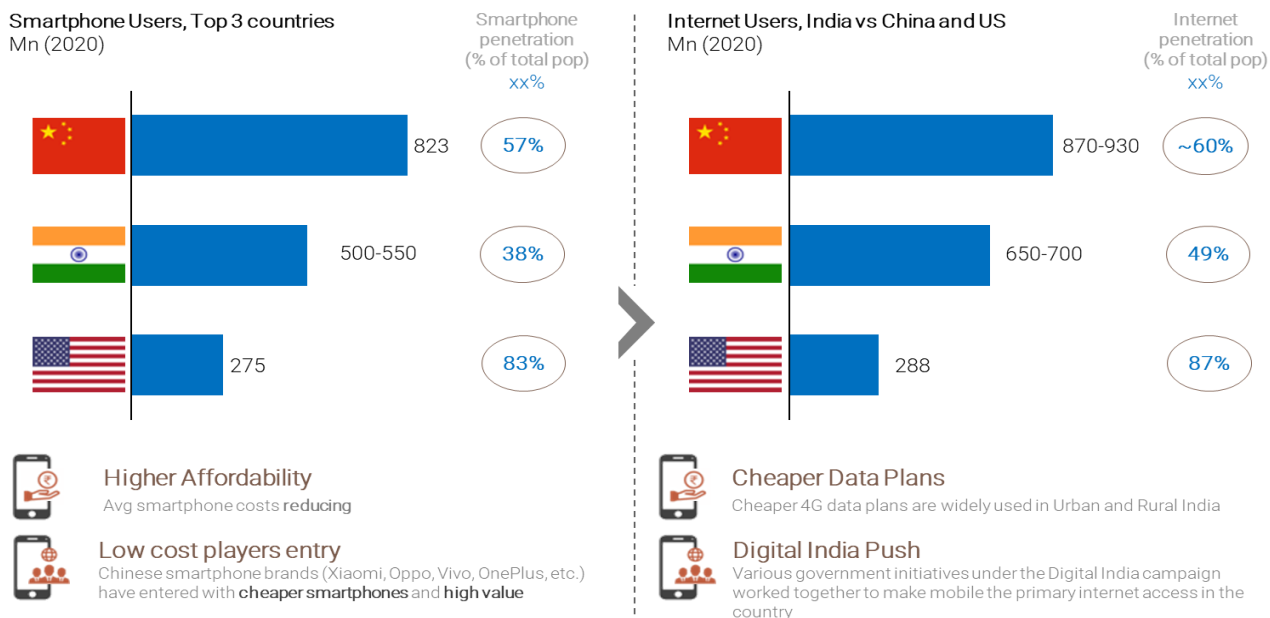 Smartphone Users, Top 3 countries
Mn (2020)
Smartphone
penetration
(% of total pop)
xx%
823
57%
500-550
38%
275
83%
Higher Affordability
Avg smartphone costs reducing
Low cost players entry
Chinese smartphone brands (Xiaomi, Oppo, Vivo, OnePlus, etc.)
have entered with cheaper smartphones and high value
Internet Users, India vs China and US
Mn (2020)
Internet
penetration
(% of total pop)
xx%
870-930
~60%
650-700
49%
288
87%
Cheaper Data Plans
Cheaper 4G data plans are widely used in Urban and Rural India
Digital India Push
Various government initiatives under the Digital India campaign
worked together to make mobile the primary internet access in the
country